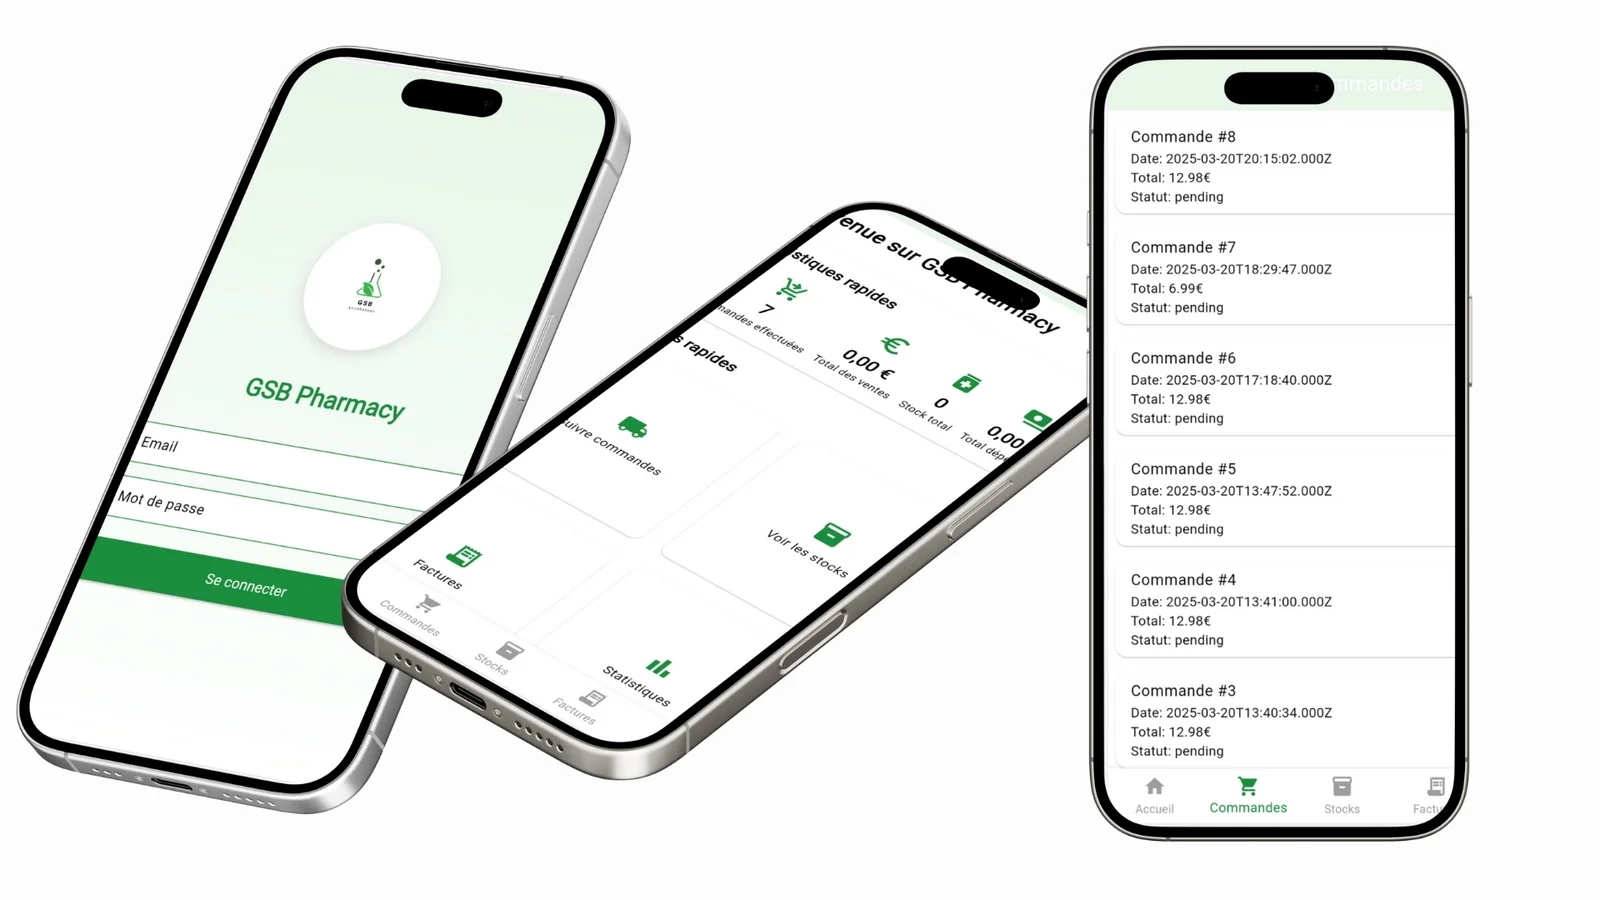 GSB
GSB Pharmacy
Email
Mot de passe
Se connecter
enue sur GSB Pharmacy
stiques rapides
7
mandes effectuées
0,00 €
Total des ventes
0
Stock total
0,00
Total dépe
s rapides
uivre commandes
Voir les stocks
Factures
Statistiques
Commandes
Stocks
Factures
mmandes
Commande #8
Date: 2025-03-20T20:15:02.000Z
Total: 12.98€
Statut: pending
Commande #7
Date: 2025-03-20T18:29:47.000Z
Total: 6.99€
Statut: pending
Commande #6
Date: 2025-03-20T17:18:40.000Z
Total: 12.98€
Statut: pending
Commande #5
Date: 2025-03-20T13:47:52.000Z
Total: 12.98€
Statut: pending
Commande #4
Date: 2025-03-20T13:41:00.000Z
Total: 12.98€
Statut: pending
Commande #3
Date: 2025-03-20T13:40:34.000Z
Total: 12.98€
Statut: pending
Accueil
Commandes
Stocks
Factu